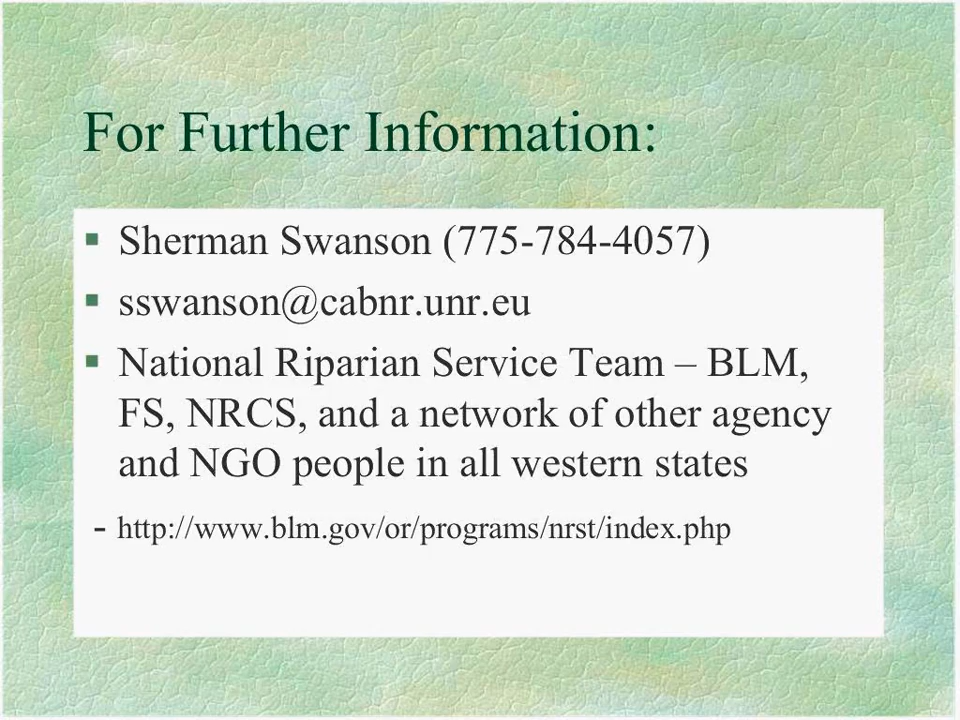 For Further Information:
▪ Sherman Swanson (775-784-4057)
▪ sswanson@cabnr.unr.eu
▪ National Riparian Service Team – BLM,
FS, NRCS, and a network of other agency
and NGO people in all western states
- http://www.blm.gov/or/programs/nrst/index.php